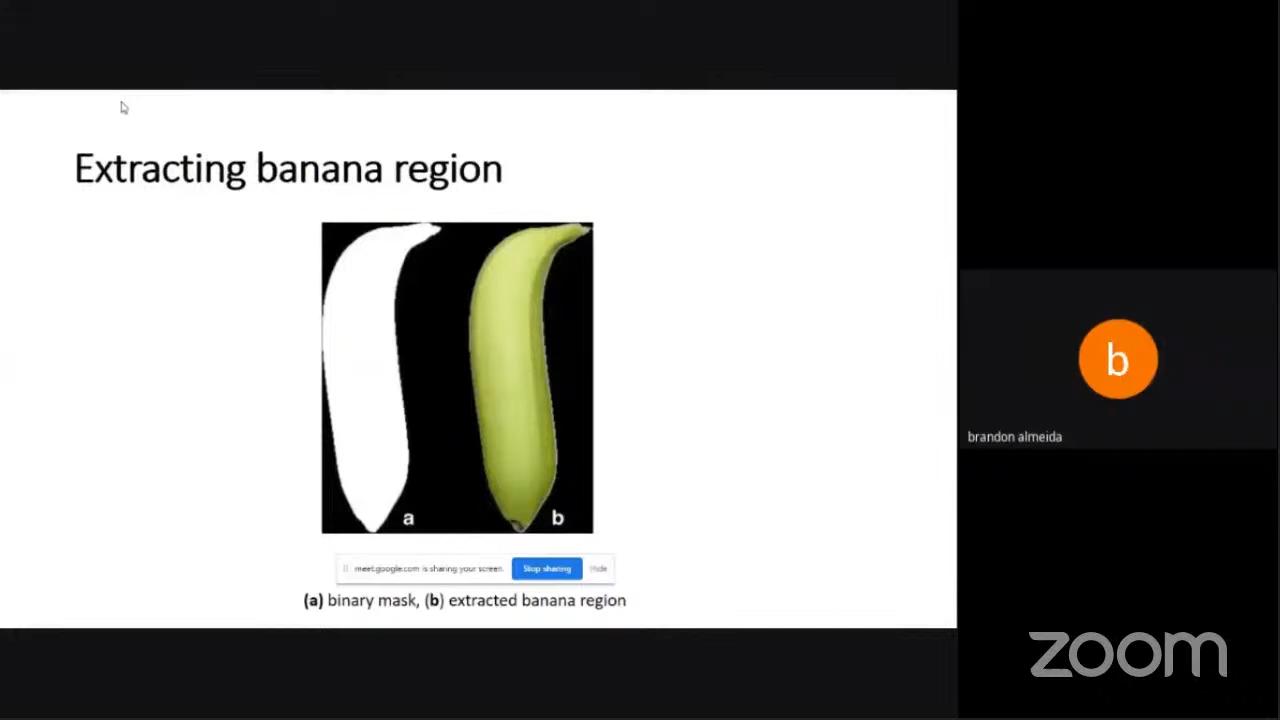 Extracting banana region
a
b
meet.google.com is sharing your screen.
Stop sharing
Hide
(a) binary mask, (b) extracted banana region
b
brandon almeida
zoom